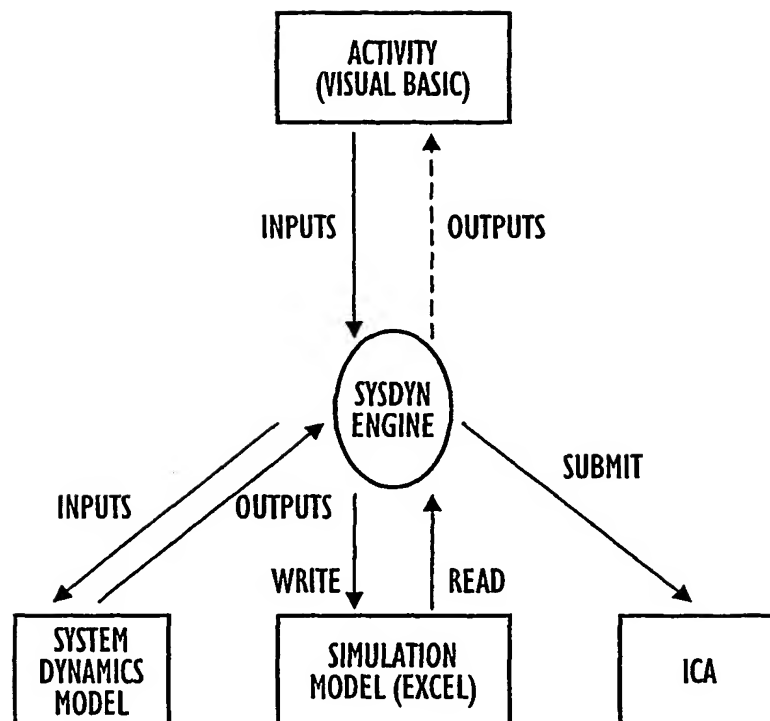 ACTIVITY
(VISUAL BASIC)
INPUTS
OUTPUTS
SYSDYN
ENGINE
SUBMIT
INPUTS
OUTPUTS
WRITE
READ
SYSTEM
DYNAMICS
MODEL
SIMULATION
MODEL (EXCEL)
ICA